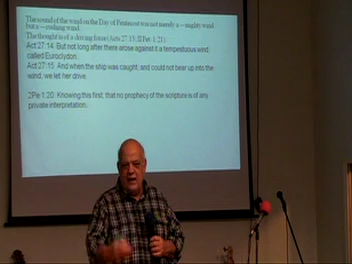 The sound of the wind on the Day of Pentecost was not merely a —mighty wind
but a —rushing wind.
The thought is of a driving force (Acts 27:15; 2 Pet. 1:21)
Act 27:14 But not long after there arose against it a tempestuous wind,
called Euroclydon.
Act 27:15 And when the ship was caught, and could not bear up into the
wind, we let her drive.
2Pe 1:20 Knowing this first, that no prophecy of the scripture is of any
private interpretation.